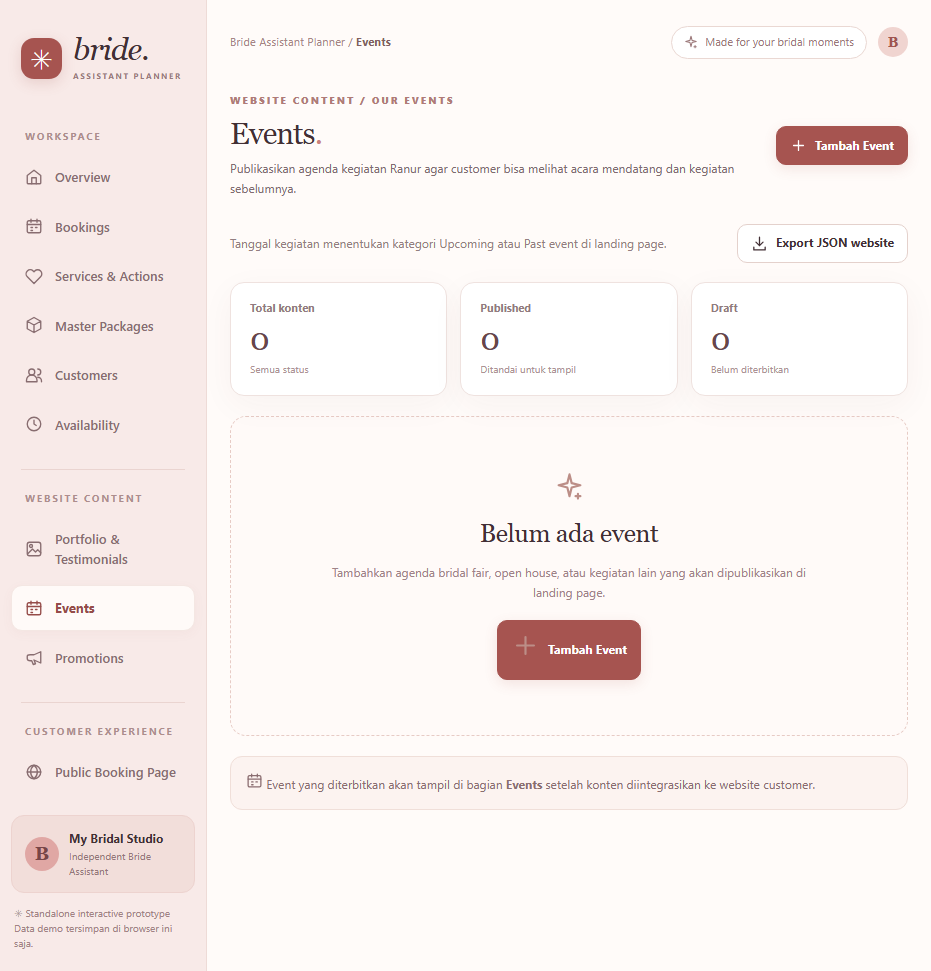 bride.
ASSISTANT PLANNER
WORKSPACE
Overview
Bookings
Services & Actions
Master Packages
Customers
Availability
WEBSITE CONTENT
Portfolio &
Testimonials
Events
Promotions
CUSTOMER EXPERIENCE
Public Booking Page
B
My Bridal Studio
Independent Bride
Assistant
✳ Standalone interactive prototype
Data demo tersimpan di browser ini
saja.
Bride Assistant Planner / Events
Made for your bridal moments
B
WEBSITE CONTENT / OUR EVENTS
Events.
Publikasikan agenda kegiatan Ranur agar customer bisa melihat acara mendatang dan kegiatan
sebelumnya.
Tambah Event
Tanggal kegiatan menentukan kategori Upcoming atau Past event di landing page.
Export JSON website
Total konten
0
Semua status
Published
0
Ditandai untuk tampil
Draft
0
Belum diterbitkan
Belum ada event
Tambahkan agenda bridal fair, open house, atau kegiatan lain yang akan dipublikasikan di
landing page.
Tambah Event
Event yang diterbitkan akan tampil di bagian Events setelah konten diintegrasikan ke website customer.